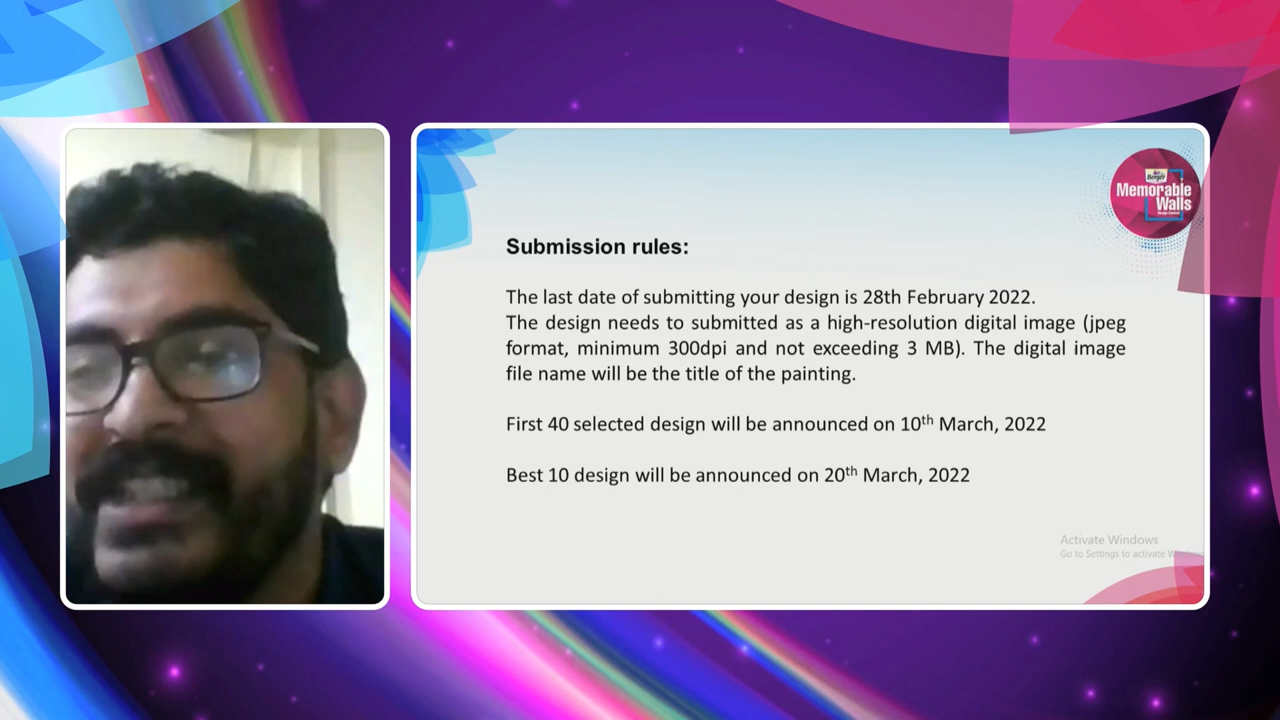 Berger
Memorable
Walls
Submission rules:
The last date of submitting your design is 28th February 2022.
The design needs to submitted as a high-resolution digital image (jpeg
format, minimum 300dpi and not exceeding 3 MB). The digital image
file name will be the title of the painting.
First 40 selected design will be announced on 10th March, 2022
Best 10 design will be announced on 20th March, 2022
Activate Windows
Go to Settings to activate